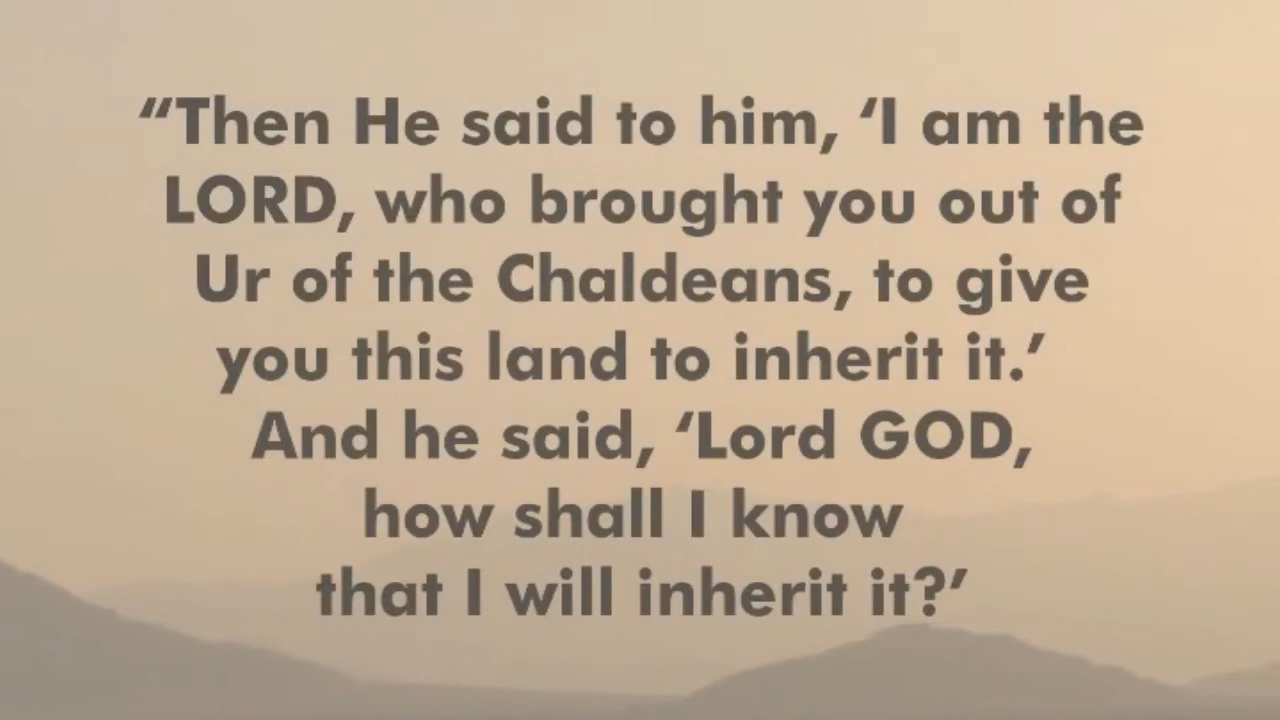 “Then He said to him, ‘I am the
LORD, who brought you out of
Ur of the Chaldeans, to give
you this land to inherit it.’
And he said, ‘Lord GOD,
how shall I know
that I will inherit it?’